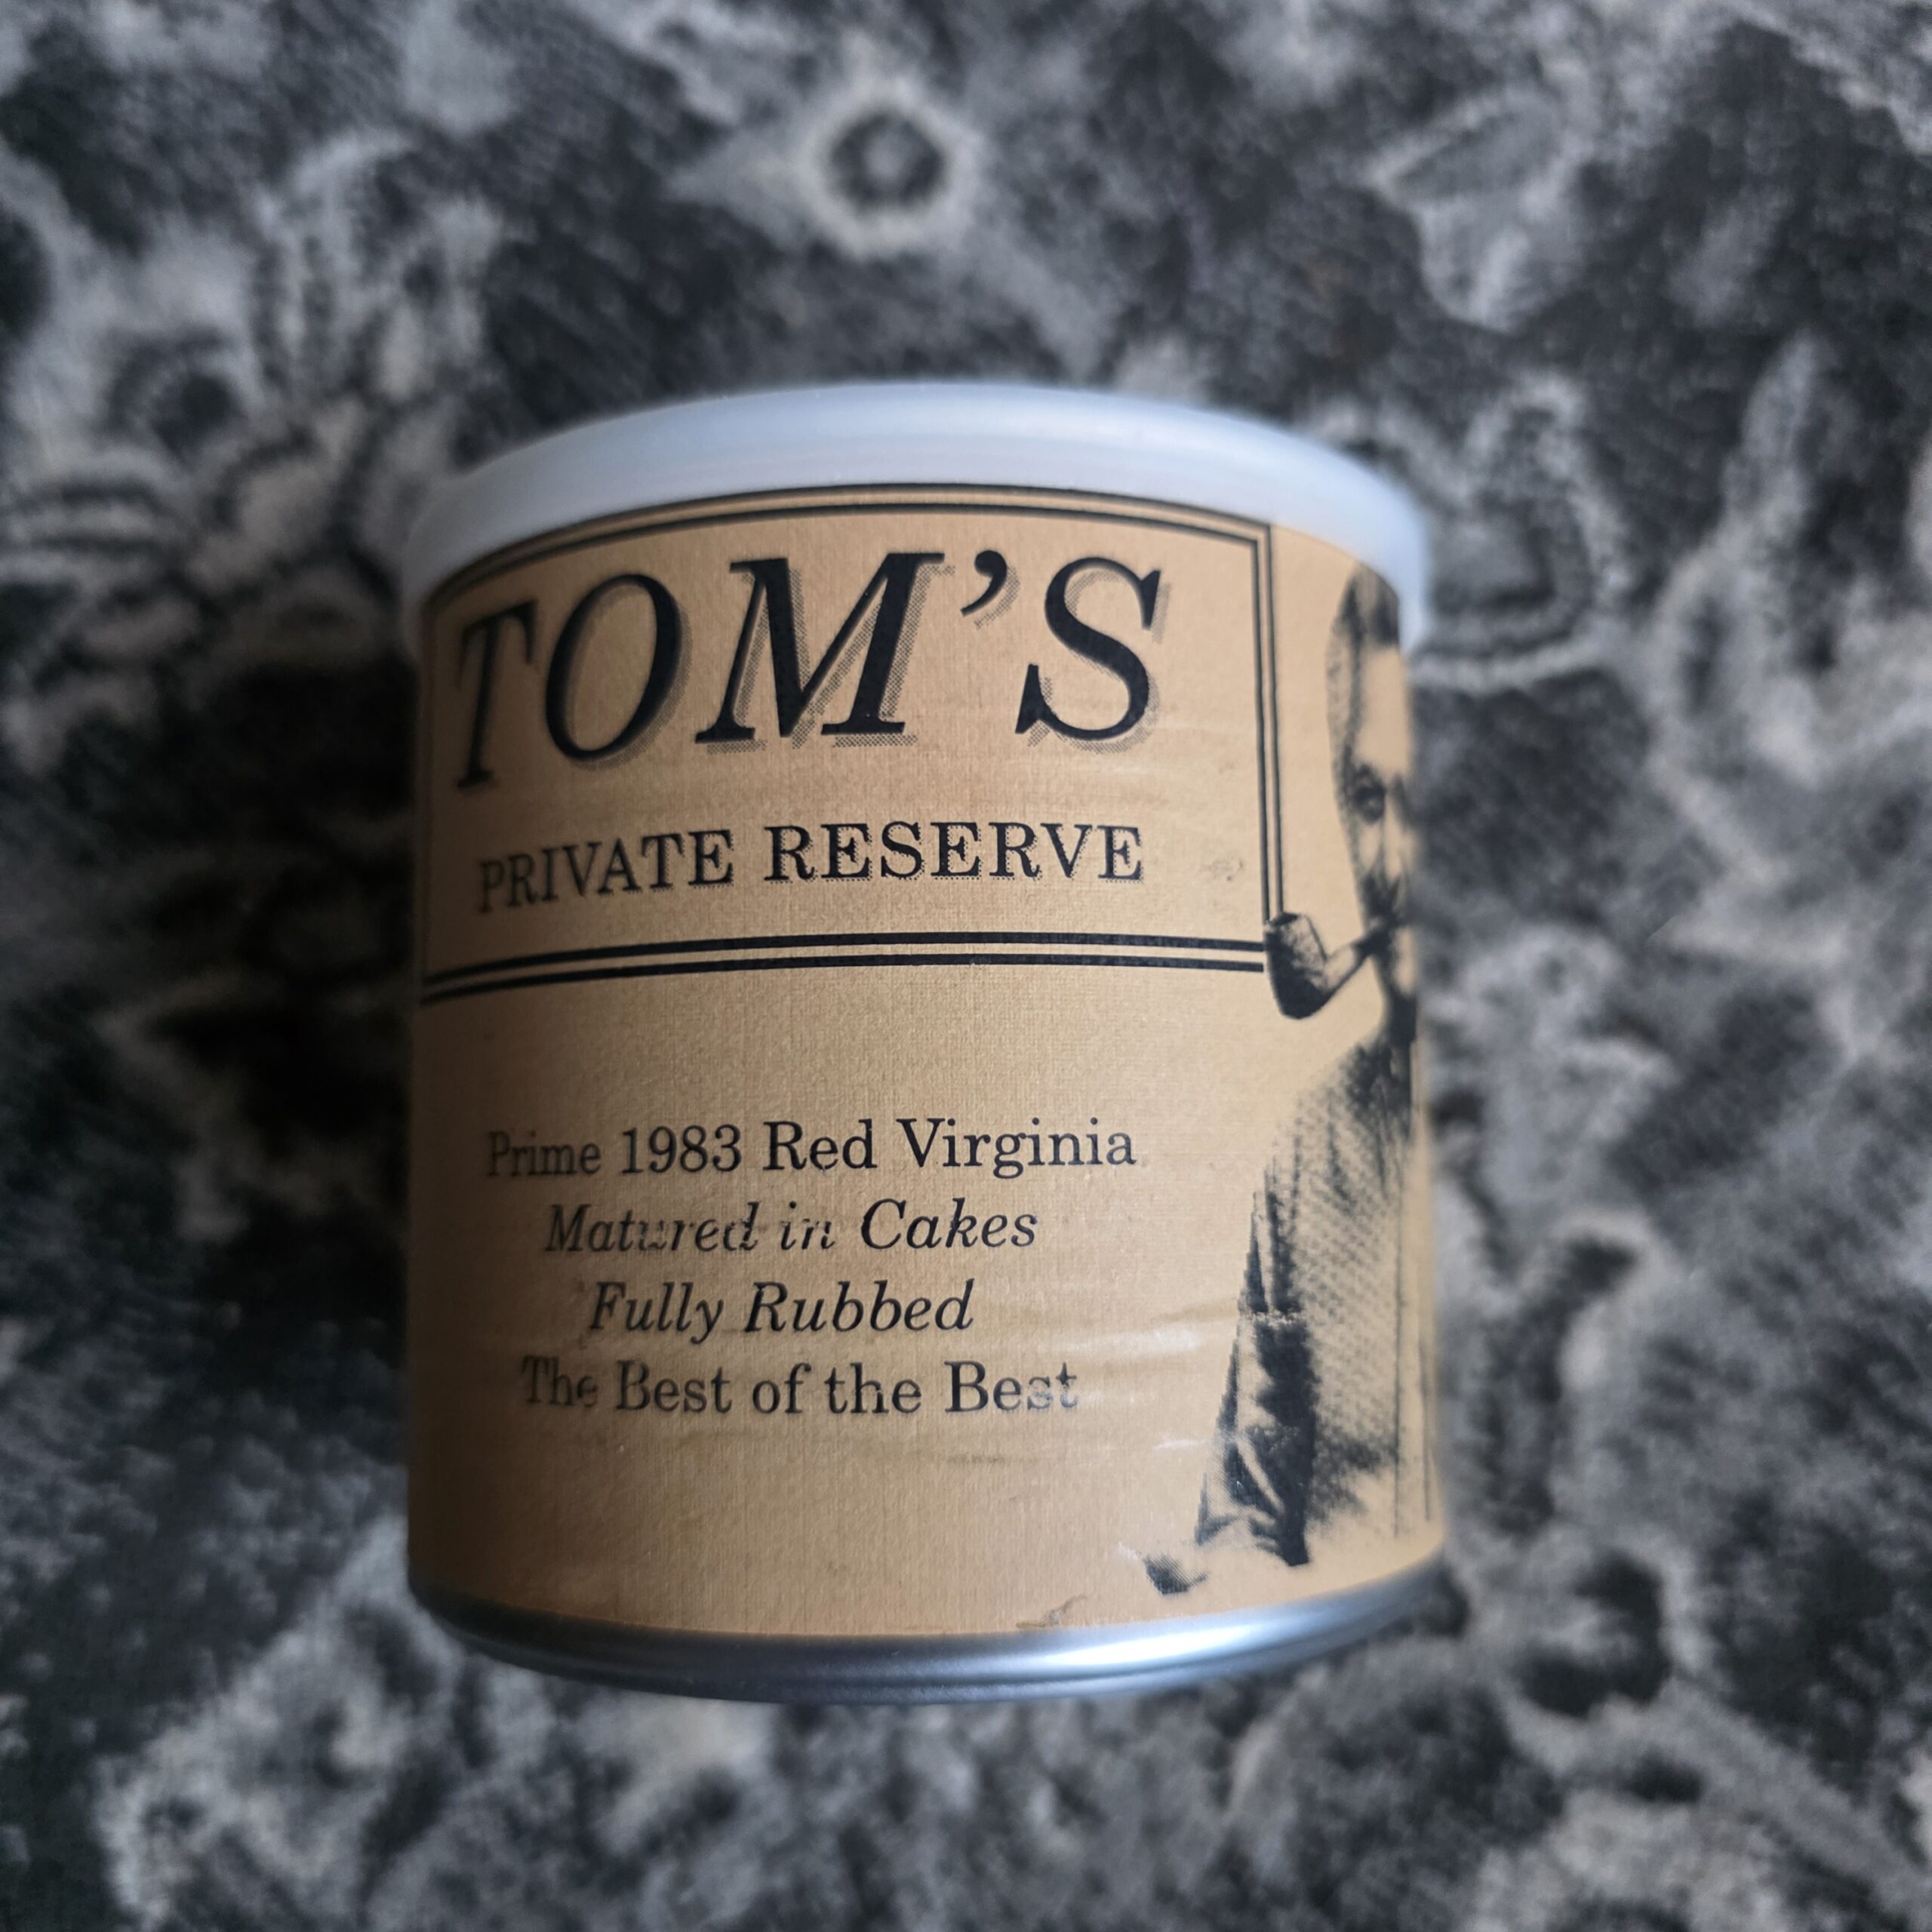 TOM'S
PRIVATE RESERVE
Prime 1983 Red Virginia
Matured in Cakes
Fully Rubbed
The Best of the Best